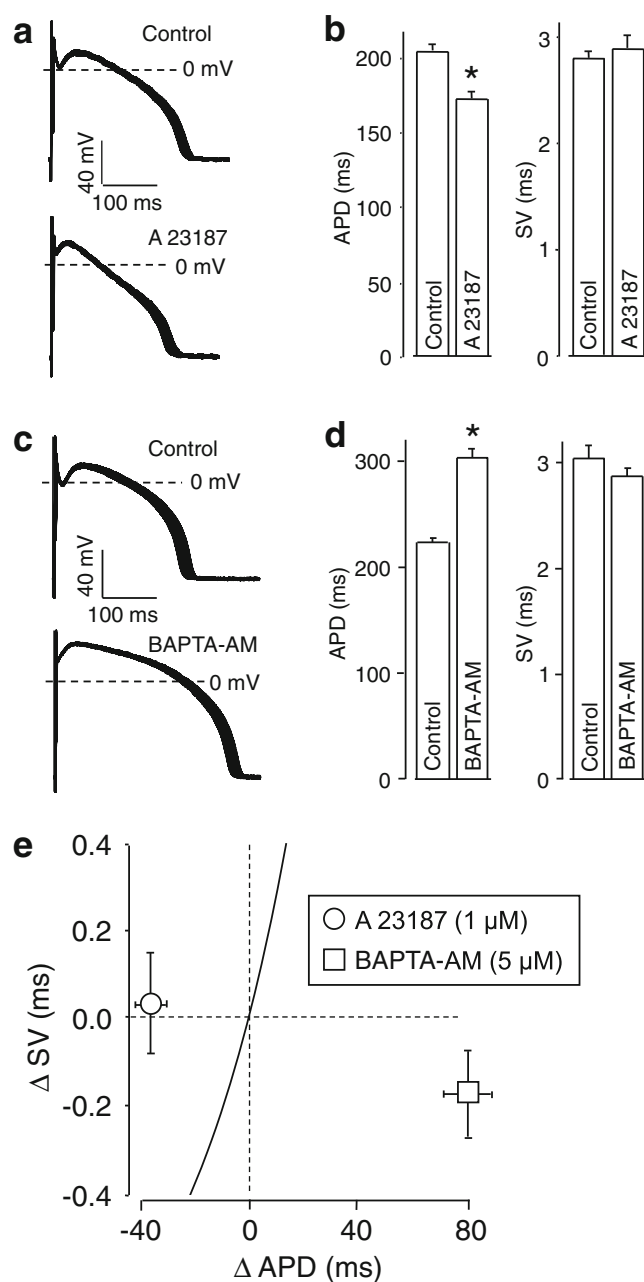 a
Control
0 mV
40 mV
100 ms
A 23187
0 mV
b
APD (ms)
200
150
100
50
0
Control
A 23187
*
SV (ms)
3
2
1
0
Control
A 23187
c
Control
0 mV
40 mV
100 ms
BAPTA-AM
0 mV
d
APD (ms)
300
200
100
0
Control
BAPTA-AM
*
SV (ms)
3
2
1
0
Control
BAPTA-AM
e
Δ SV (ms)
0.4
0.2
0.0
-0.2
-0.4
A 23187 (1 µM)
BAPTA-AM (5 µM)
-40 0 40 80
Δ APD (ms)